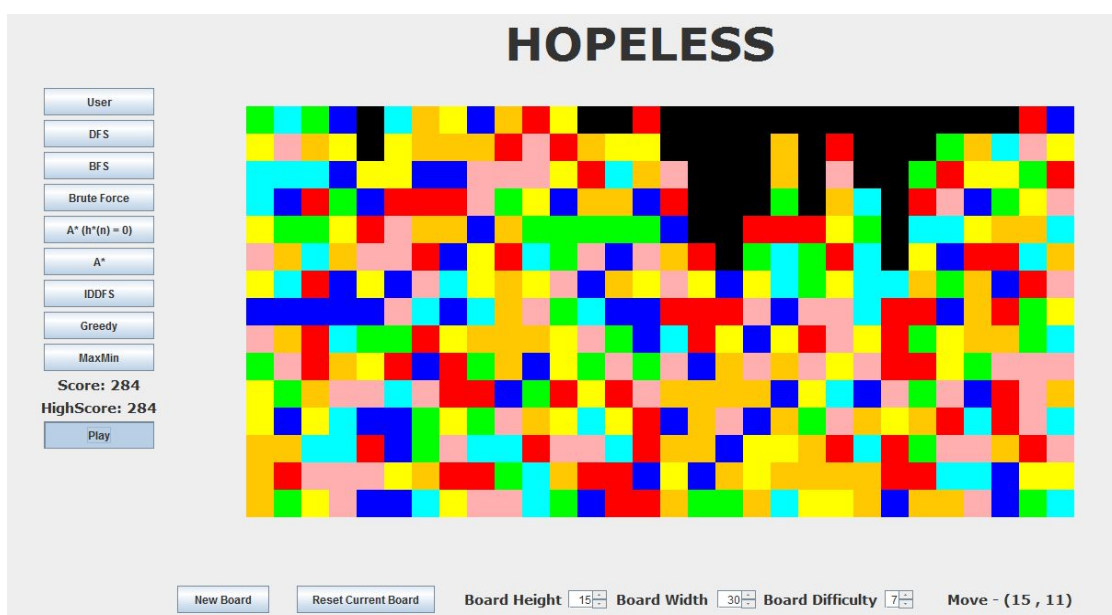 HOPELESS
User
DFS
BFS
Brute Force
A* (h*(n) = 0)
A*
IDDFS
Greedy
MaxMin
Score: 284
HighScore: 284
Play
New Board Reset Current Board Board Height 15 Board Width 30 Board Difficulty 7 Move - (15 , 11)